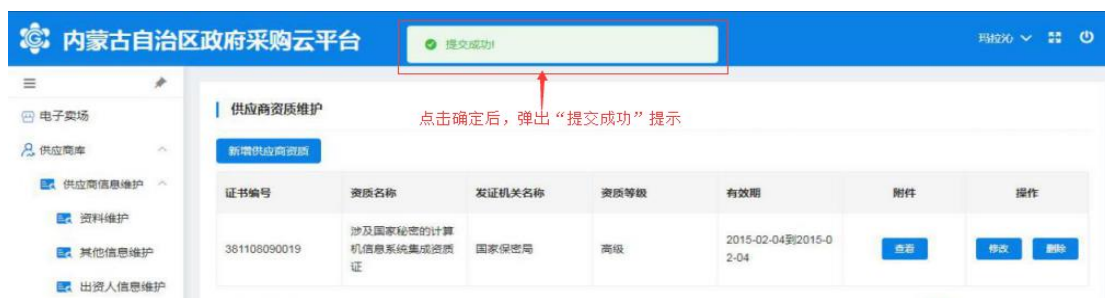 内蒙古自治区政府采购云平台
提交成功!
玛拉沁
电子卖场
供应商库
供应商信息维护
资料维护
其他信息维护
出资人信息维护
供应商资质维护
点击确定后，弹出“提交成功”提示
新增供应商资质
证书编号 资质名称 发证机关名称 资质等级 有效期 附件 操作
381108090019
涉及国家秘密的计算
机信息系统集成资质
证
国家保密局
高级
2015-02-04到2015-0
2-04
查看
修改 删除